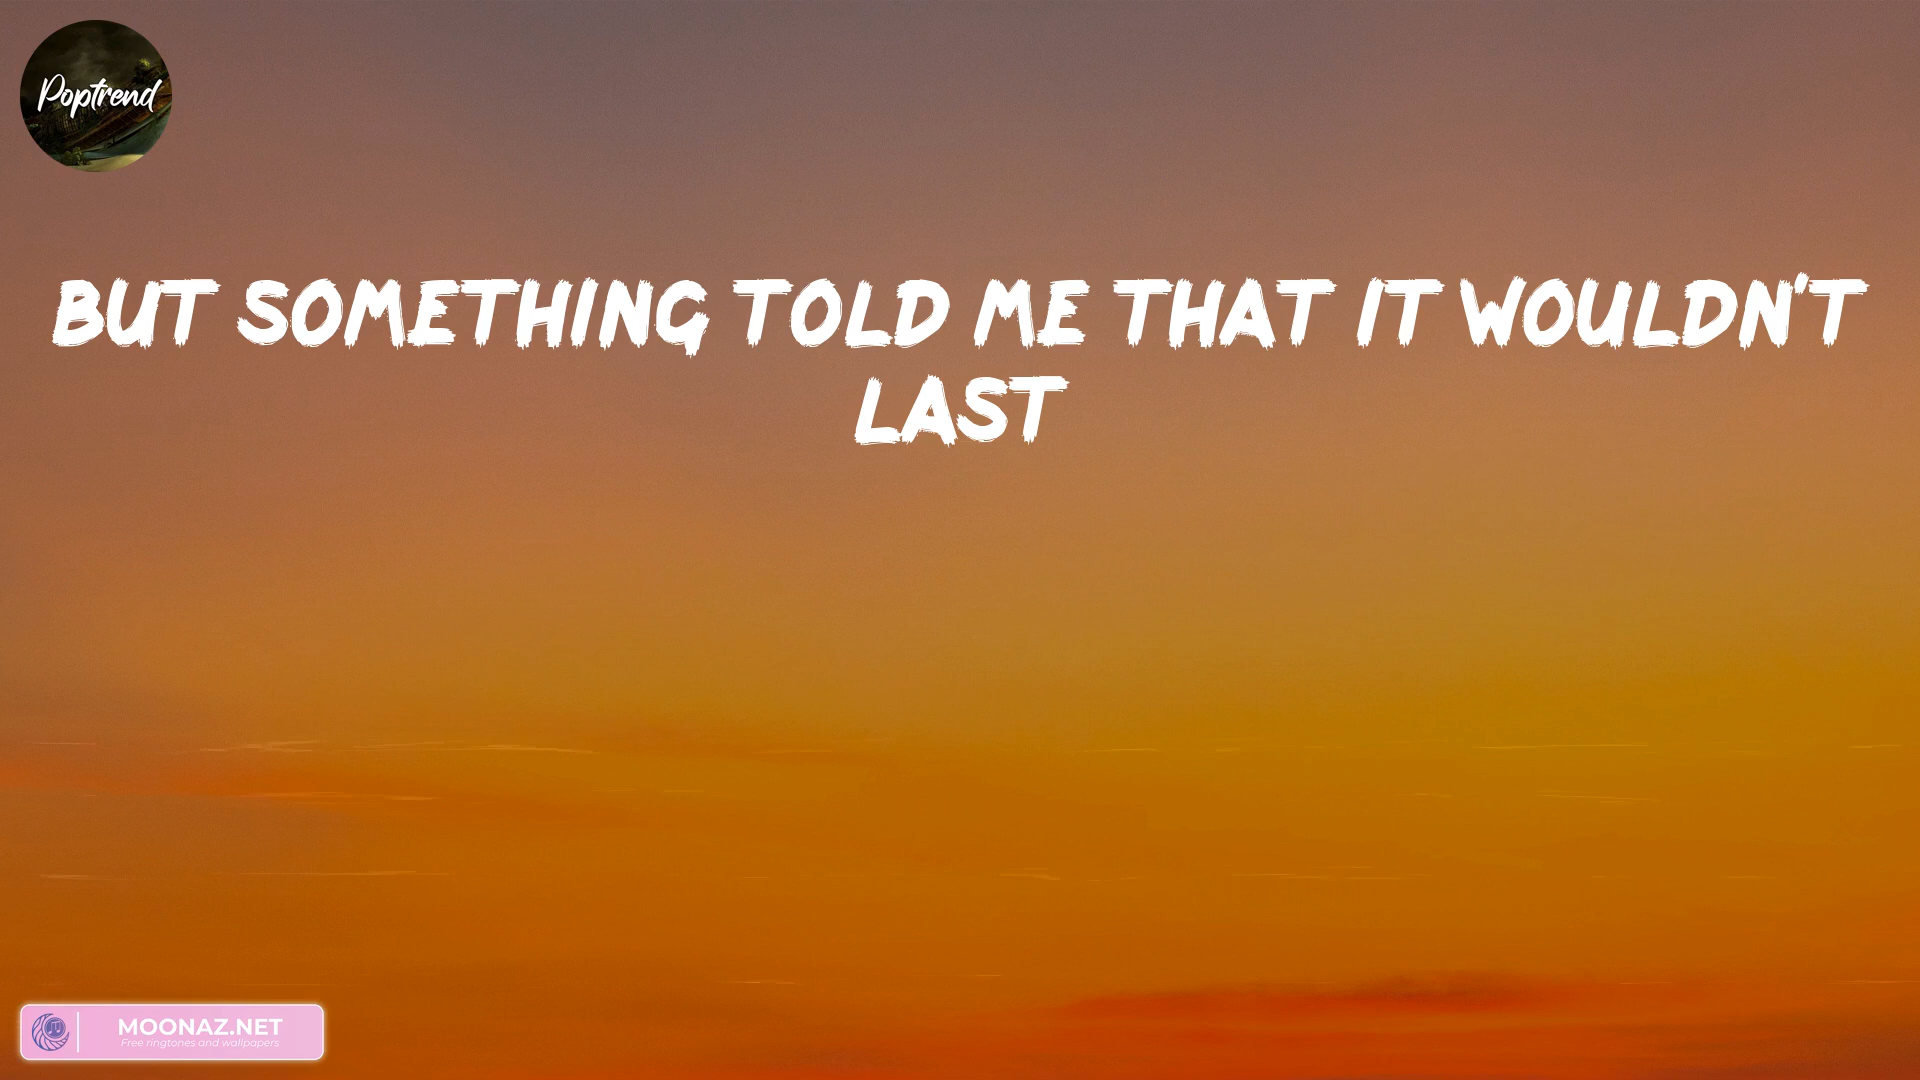 Poptrend
BUT SOMETHING TOLD ME THAT IT WOULDN'T
LAST
MOONAZ.NET
Free ringtones and wallpapers